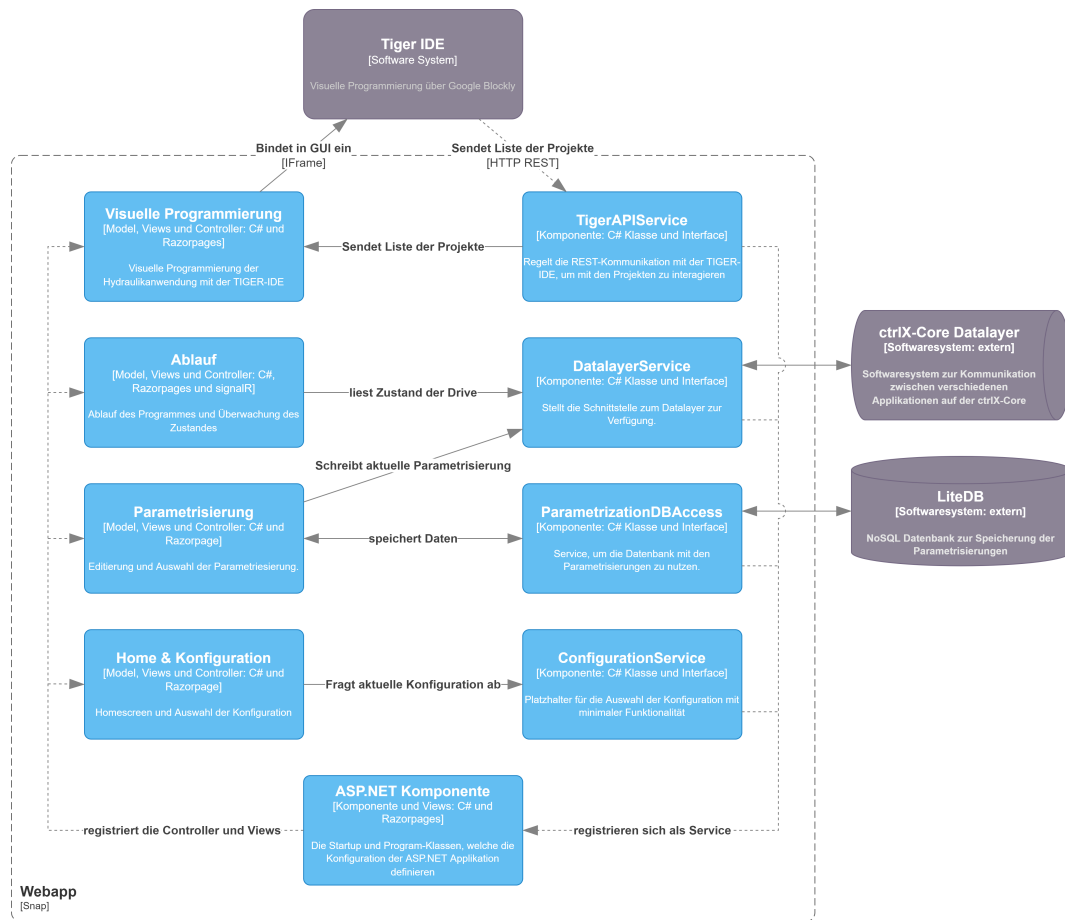 Tiger IDE
[Software System]
Visuelle Programmierung über Google Blockly
Bindet in GUI ein
[IFrame]
Sendet Liste der Projekte
[HTTP REST]
Visuelle Programmierung
[Model, Views und Controller: C# und
Razorpages]
Visuelle Programmierung der
Hydraulikanwendung mit der TIGER-IDE
Sendet Liste der Projekte
TigerAPIService
[Komponente: C# Klasse und Interface]
Regelt die REST-Kommunikation mit der TIGER-
IDE, um mit den Projekten zu interagieren
Ablauf
[Model, Views und Controller: C#,
Razorpages und signalR]
Ablauf des Programmes und Überwachung des
Zustandes
liest Zustand der Drive
DatalayerService
[Komponente: C# Klasse und Interface]
Stellt die Schnittstelle zum Datalayer zur
Verfügung.
ctrlX-Core Datalayer
[Softwaresystem: extern]
Softwaresystem zur Kommunikation
zwischen verschiedenen
Applikationen auf der ctrlX-Core
Schreibt aktuelle Parametrisierung
Parametrisierung
[Model, Views und Controller: C# und
Razorpage]
Editierung und Auswahl der Parametriesierung.
speichert Daten
ParametrizationDBAccess
[Komponente: C# Klasse und Interface]
Service, um die Datenbank mit den
Parametrisierungen zu nutzen.
LiteDB
[Softwaresystem: extern]
NoSQL Datenbank zur Speicherung der
Parametrisierungen
Home & Konfiguration
[Model, Views und Controller: C# und
Razorpage]
Homescreen und Auswahl der Konfiguration
Fragt aktuelle Konfiguration ab
ConfigurationService
[Komponente: C# Klasse und Interface]
Platzhalter für die Auswahl der Konfiguration mit
minimaler Funktionalität
registriert die Controller und Views
ASP.NET Komponente
[Komponente und Views: C# und
Razorpages]
Die Startup und Program-Klassen, welche die
Konfiguration der ASP.NET Applikation
definieren
registrieren sich als Service
Webapp
[Snap]